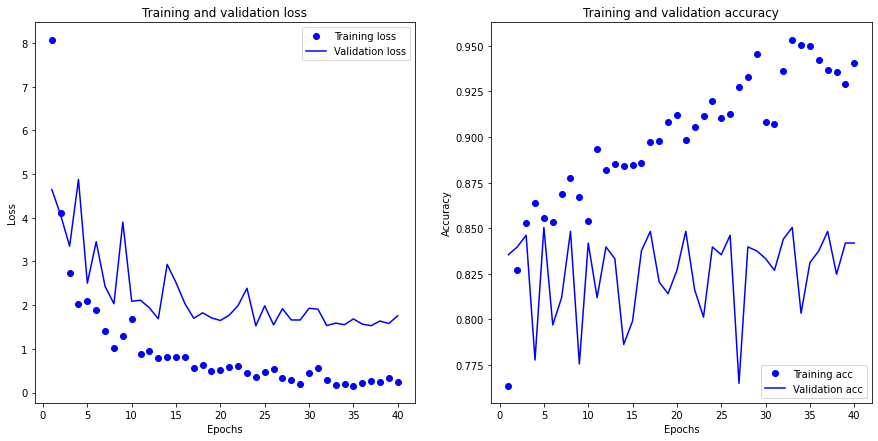 Training and validation loss
Training loss
Validation loss
8
7
6
5
4
3
2
1
0
Loss
0 5 10 15 20 25 30 35 40
Epochs
Training and validation accuracy
0.950
0.925
0.900
0.875
0.850
0.825
0.800
0.775
Accuracy
Training acc
Validation acc
0 5 10 15 20 25 30 35 40
Epochs